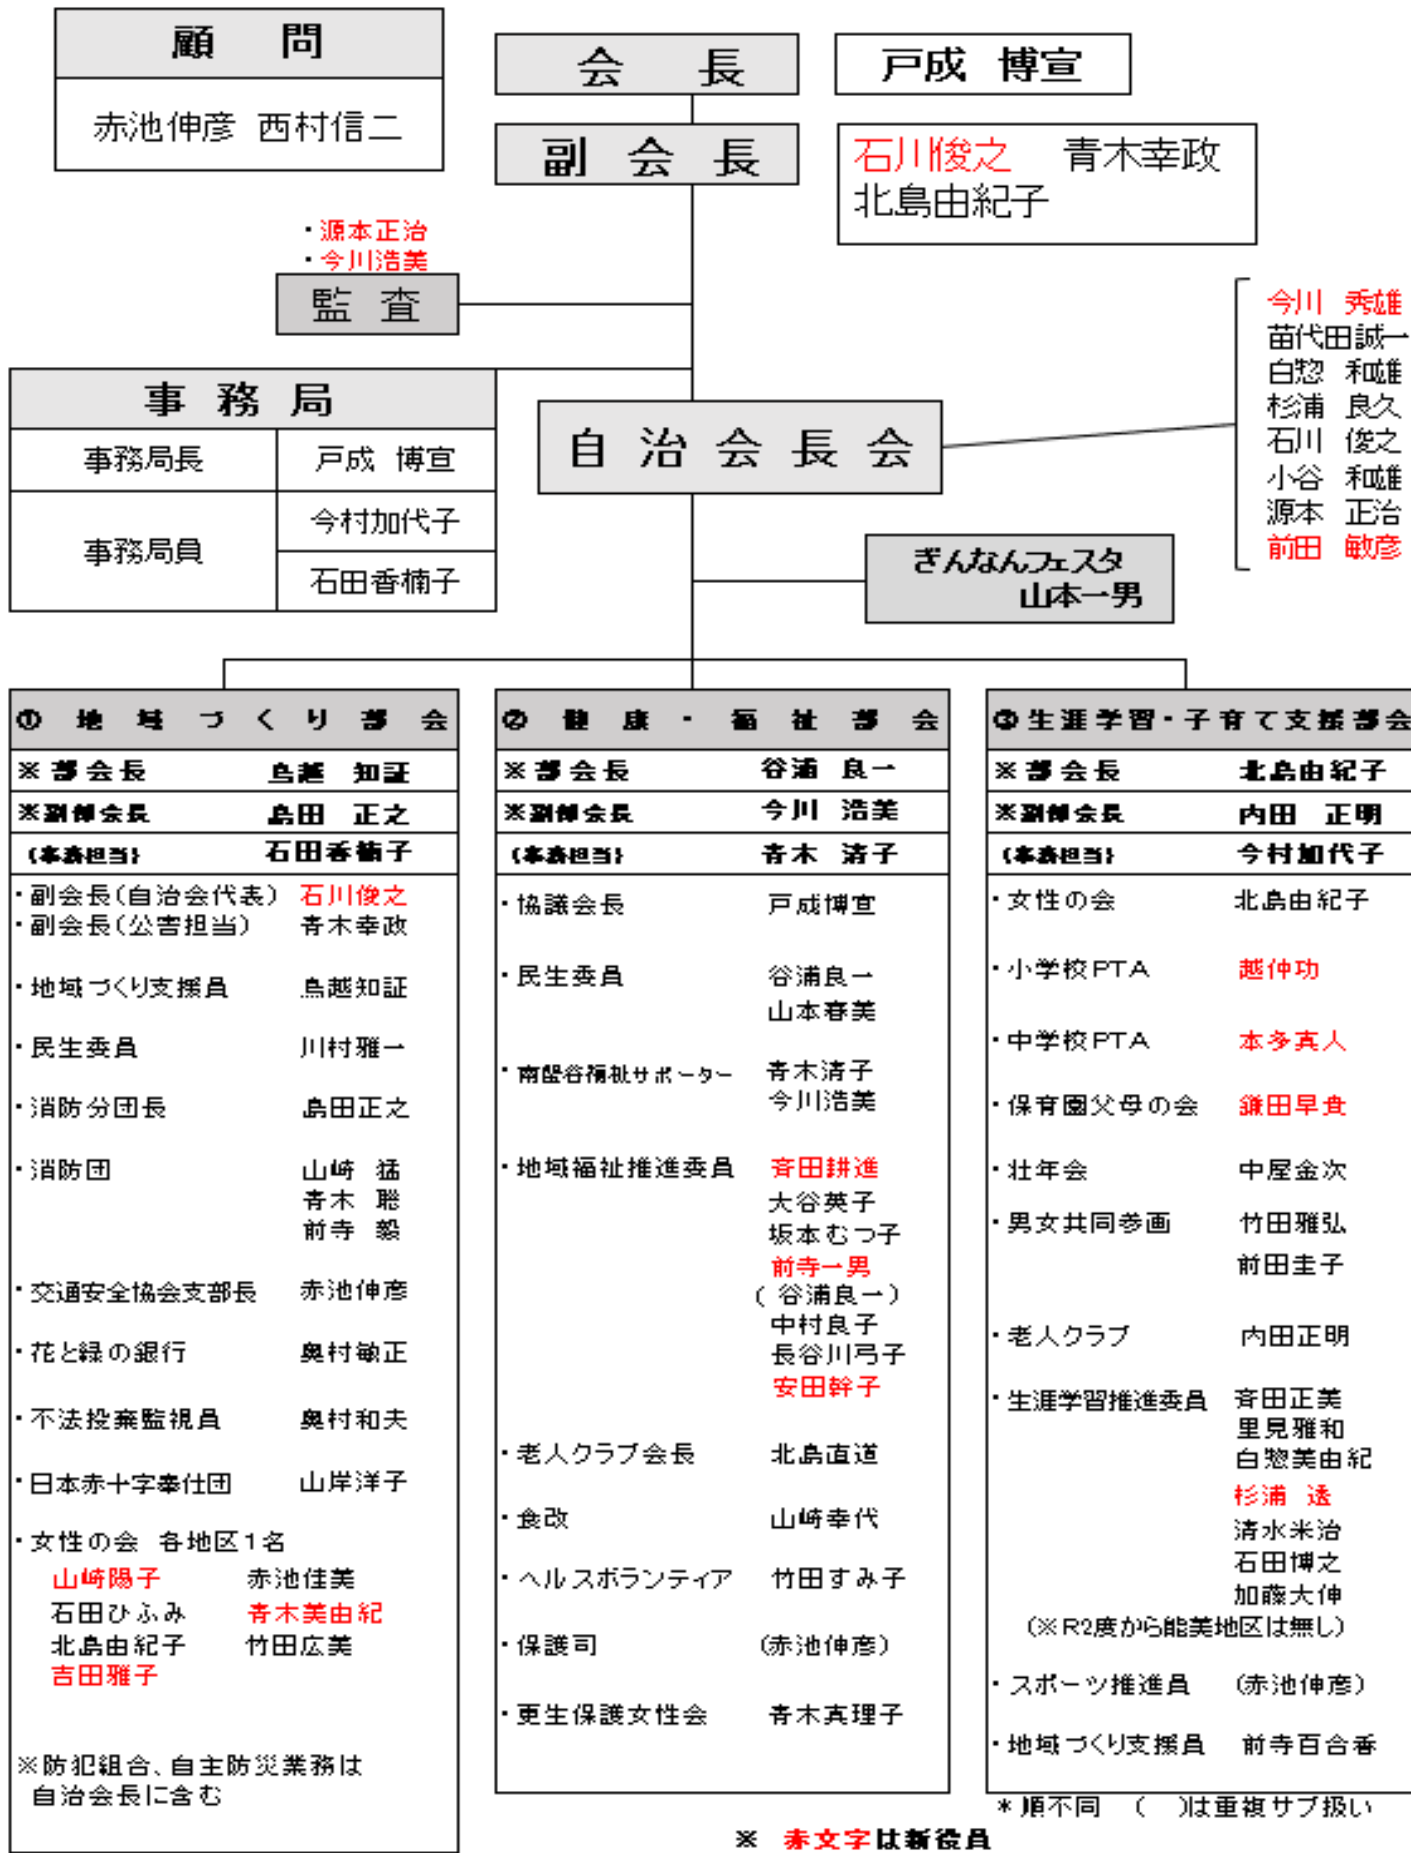 顧 問
赤池伸彦 西村信二
会 長
戸成 博宣
副 会 長
石川俊之 青木幸政
北島由紀子
・源本正治
・今川浩美
監 査
事 務 局
事務局長 戸成 博宣
事務局員
今村加代子
石田香楠子
自 治 会 長 会
今川 秀雄
苗代田誠一
白惣 和雄
杉浦 良久
石川 俊之
小谷 和雄
源本 正治
前田 敏彦
ぎんなんフェスタ
山本一男
① 地 域 づ く り 部 会
※部会長 鳥越 知証
※副部会長 島田 正之
(事務担当) 石田香楠子
・副会長(自治会代表) 石川俊之
・副会長(公害担当) 青木幸政
・地域づくり支援員 鳥越知証
・民生委員 川村雅一
・消防分団長 島田正之
・消防団 山崎 猛
青木 聡
前寺 毅
・交通安全協会支部長 赤池伸彦
・花と緑の銀行 奥村敏正
・不法投棄監視員 奥村和夫
・日本赤十字奉仕団 山岸洋子
・女性の会 各地区1名
山崎陽子 赤池佳美
石田ひふみ 青木美由紀
北島由紀子 竹田広美
吉田雅子
※防犯組合、自主防災業務は
自治会長に含む
② 健 康 ・ 福 祉 部 会
※部会長 谷浦 良一
※副部会長 今川 浩美
(事務担当) 青木 清子
・協議会長 戸成博宣
・民生委員 谷浦良一
山本春美
・南部谷福祉サポーター 青木清子
今川浩美
・地域福祉推進委員 斉田耕進
大谷英子
坂本むつ子
前寺一男
(谷浦良一)
中村良子
長谷川弓子
安田幹子
・老人クラブ会長 北島直道
・食改 山崎幸代
・ヘルスボランティア 竹田すみ子
・保護司 (赤池伸彦)
・更生保護女性会 青木真理子
③生涯学習・子育て支援部会
※部会長 北島由紀子
※副部会長 内田 正明
(事務担当) 今村加代子
・女性の会 北島由紀子
・小学校PTA 越仲功
・中学校PTA 本多真人
・保育園父母の会 鎌田早貴
・壮年会 中屋金次
・男女共同参画 竹田雅弘
前田圭子
・老人クラブ 内田正明
・生涯学習推進委員 斉田正美
里見雅和
白惣美由紀
杉浦 透
清水米治
石田博之
加藤大伸
(※R2度から能美地区は無し)
・スポーツ推進員 (赤池伸彦)
・地域づくり支援員 前寺百合香
*順不同 ( )は重複サブ扱い
※ 赤文字は新役員